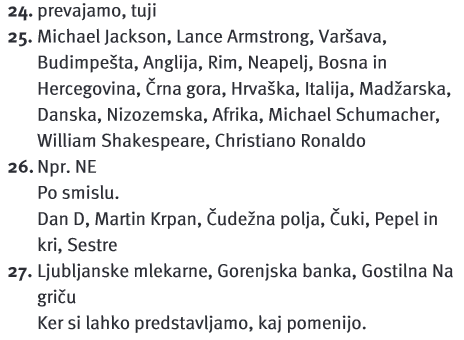 24. prevajamo, tuji
25. Michael Jackson, Lance Armstrong, Varšava,
Budimpešta, Anglija, Rim, Neapelj, Bosna in
Hercegovina, Črna gora, Hrvaška, Italija, Madžarska,
Danska, Nizozemska, Afrika, Michael Schumacher,
William Shakespeare, Christiano Ronaldo
26. Npr. NE
Po smislu.
Dan D, Martin Krpan, Čudežna polja, Čuki, Pepel in
kri, Sestre
27. Ljubljanske mlekarne, Gorenjska banka, Gostilna Na
griču
Ker si lahko predstavljamo, kaj pomenijo.